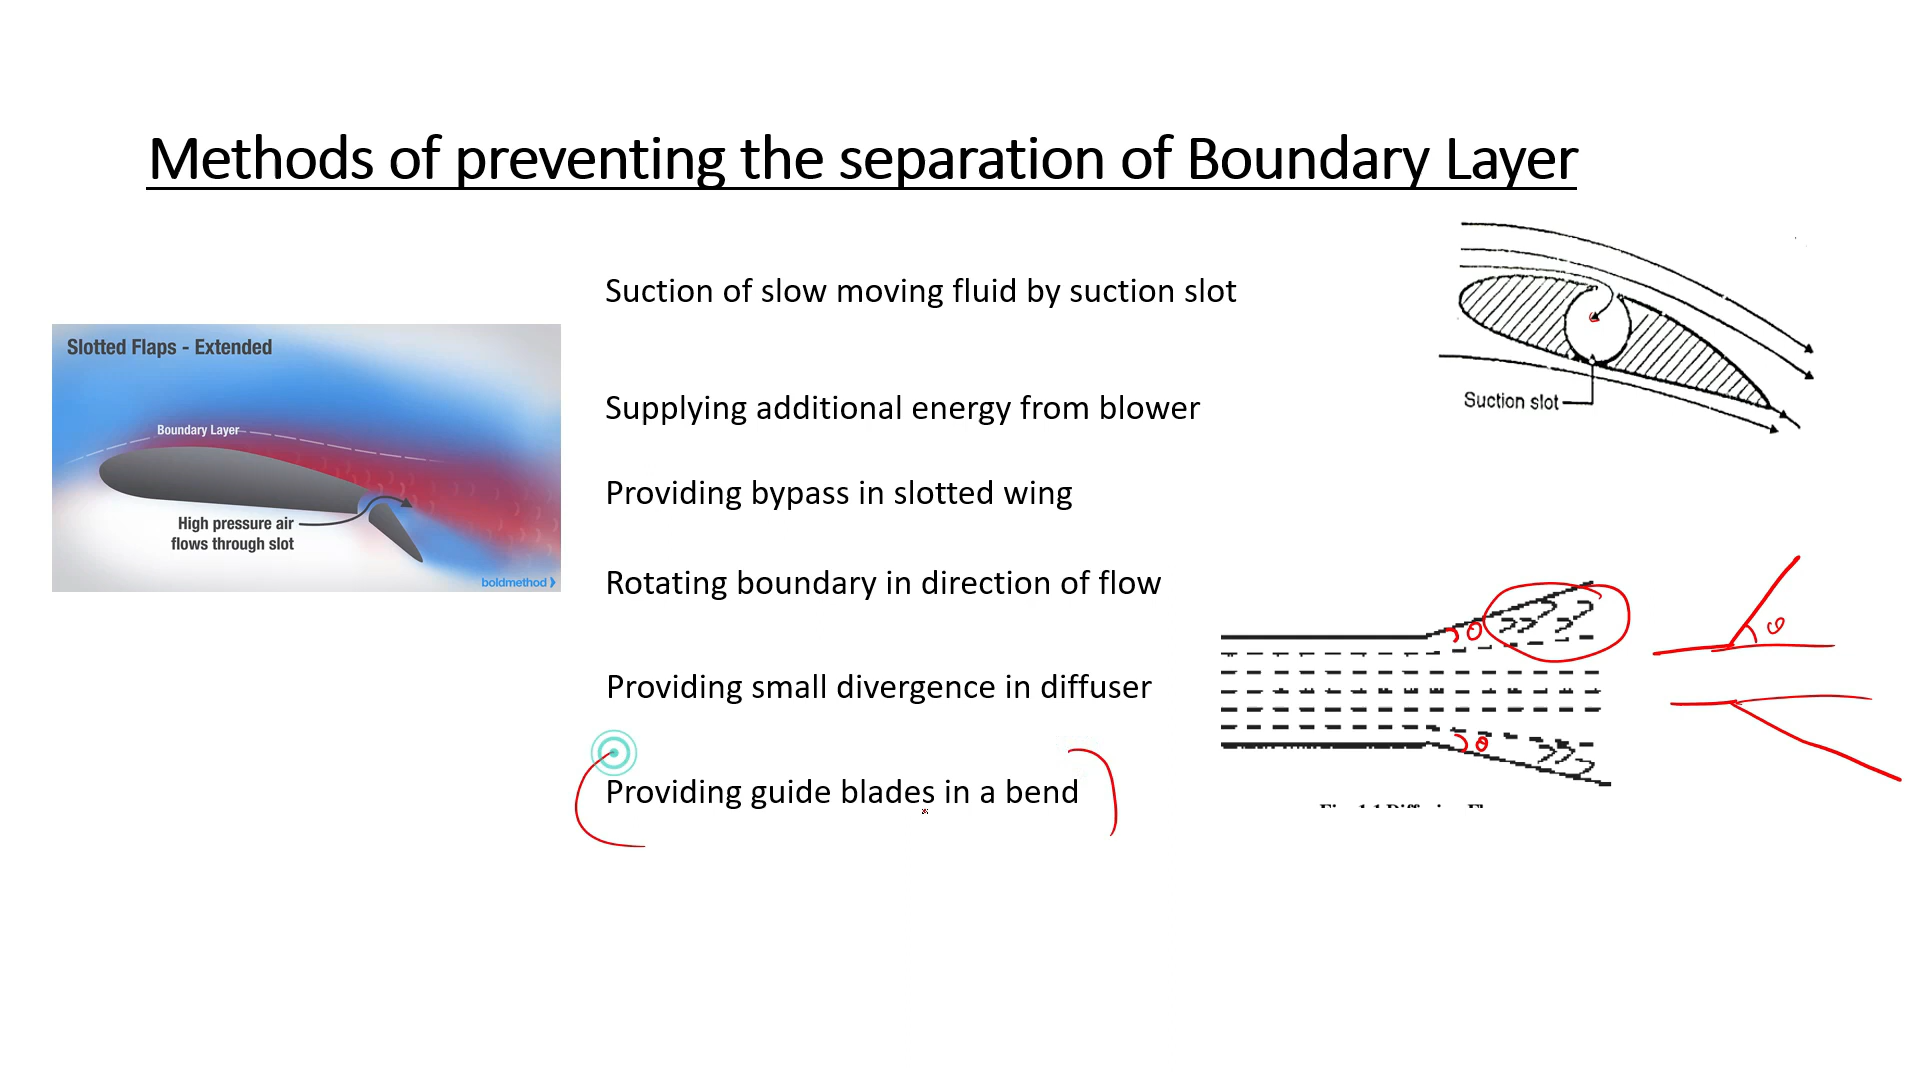 Methods of preventing the separation of Boundary Layer
Suction of slow moving fluid by suction slot
Supplying additional energy from blower
Providing bypass in slotted wing
Rotating boundary in direction of flow
Providing small divergence in diffuser
Providing guide blades in a bend
Slotted Flaps - Extended
Boundary Layer
High pressure air
flows through slot
boldmethod
Suction slot
θ
θ
θ